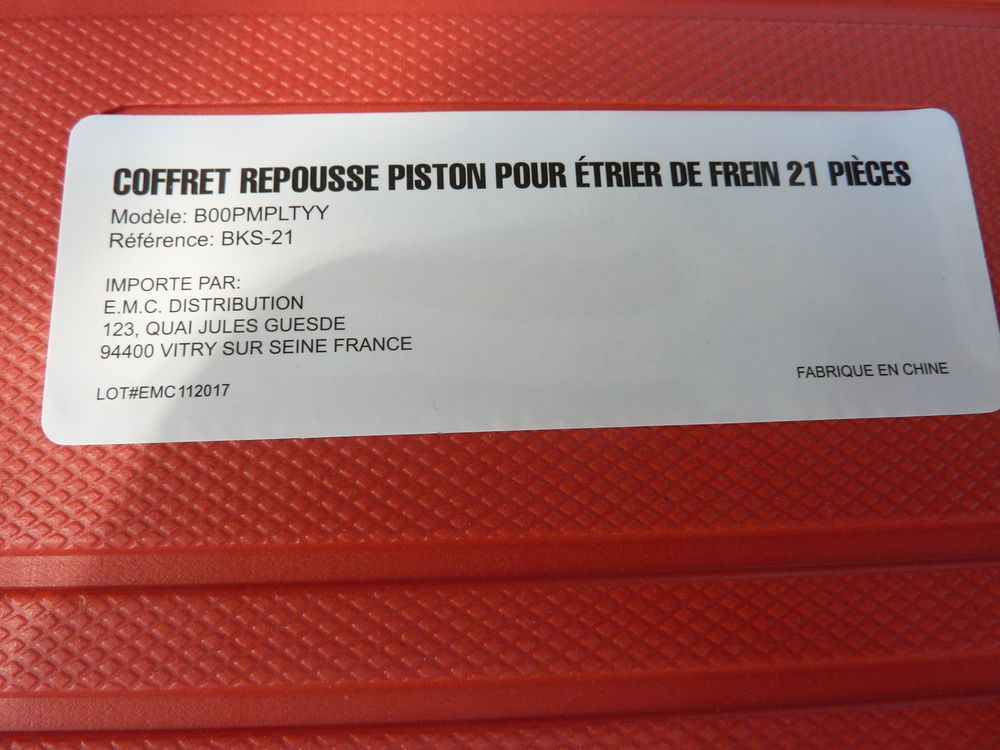 COFFRET REPOUSSE PISTON POUR ÉTRIER DE FREIN 21 PIÈCES
Modèle: B00PMPLTYY
Référence: BKS-21
IMPORTE PAR:
E.M.C. DISTRIBUTION
123, QUAI JULES GUESDE
94400 VITRY SUR SEINE FRANCE
LOT#EMC112017
FABRIQUE EN CHINE